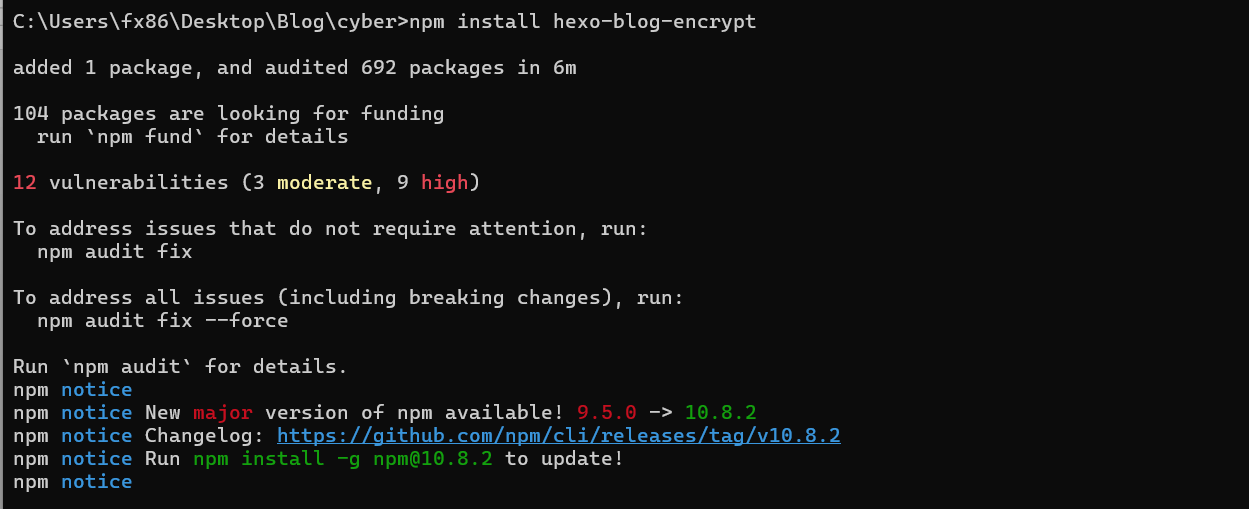 C:\Users\fx86\Desktop\Blog\cyber>npm install hexo-blog-encrypt
added 1 package, and audited 692 packages in 6m
104 packages are looking for funding
  run `npm fund` for details
12 vulnerabilities (3 moderate, 9 high)
To address issues that do not require attention, run:
  npm audit fix
To address all issues (including breaking changes), run:
  npm audit fix --force
Run `npm audit` for details.
npm notice
npm notice New major version of npm available! 9.5.0 -> 10.8.2
npm notice Changelog: https://github.com/npm/cli/releases/tag/v10.8.2
npm notice Run npm install -g npm@10.8.2 to update!
npm notice